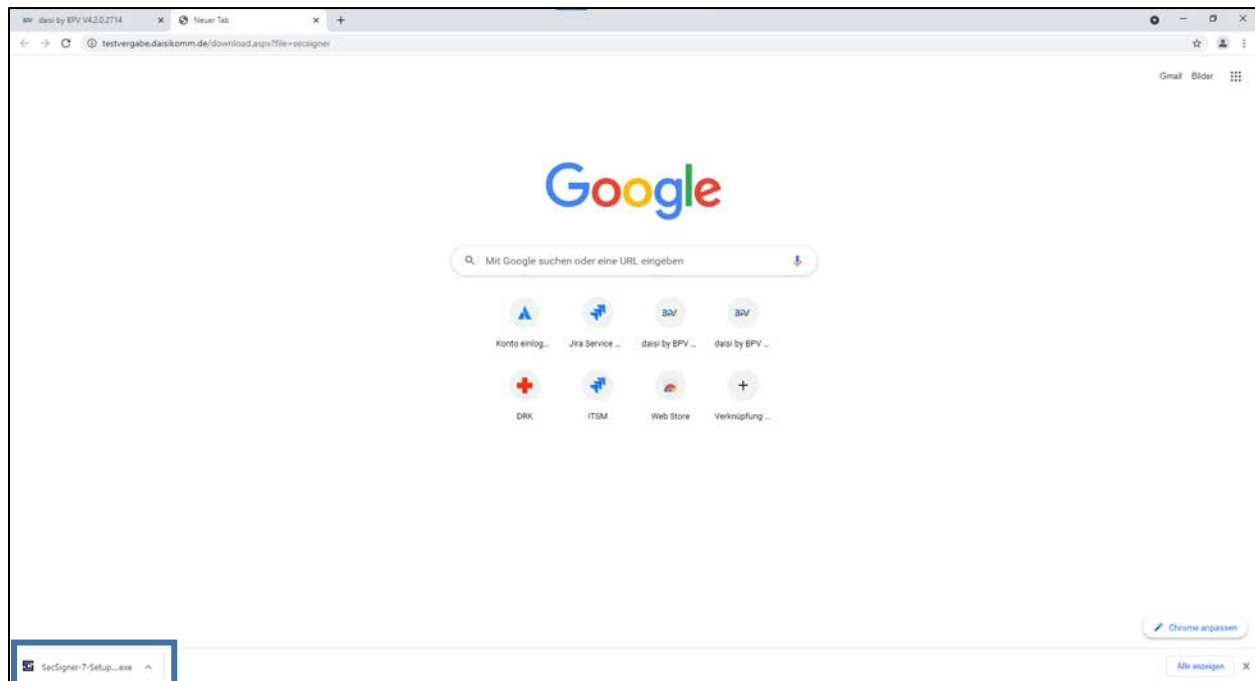 daisi by BPV V4.2.0.2714
Neuer Tab
testvergabe.daisikomm.de/download.aspx?file=secsigner
Gmail Bilder
Google
Mit Google suchen oder eine URL eingeben
Konto einlog... Jira Service ... daisi by BPV ... daisi by BPV ...
DRK ITSM Web Store Verknüpfung ...
Chrome anpassen
SecSigner-7-Setup....exe
Alle anzeigen